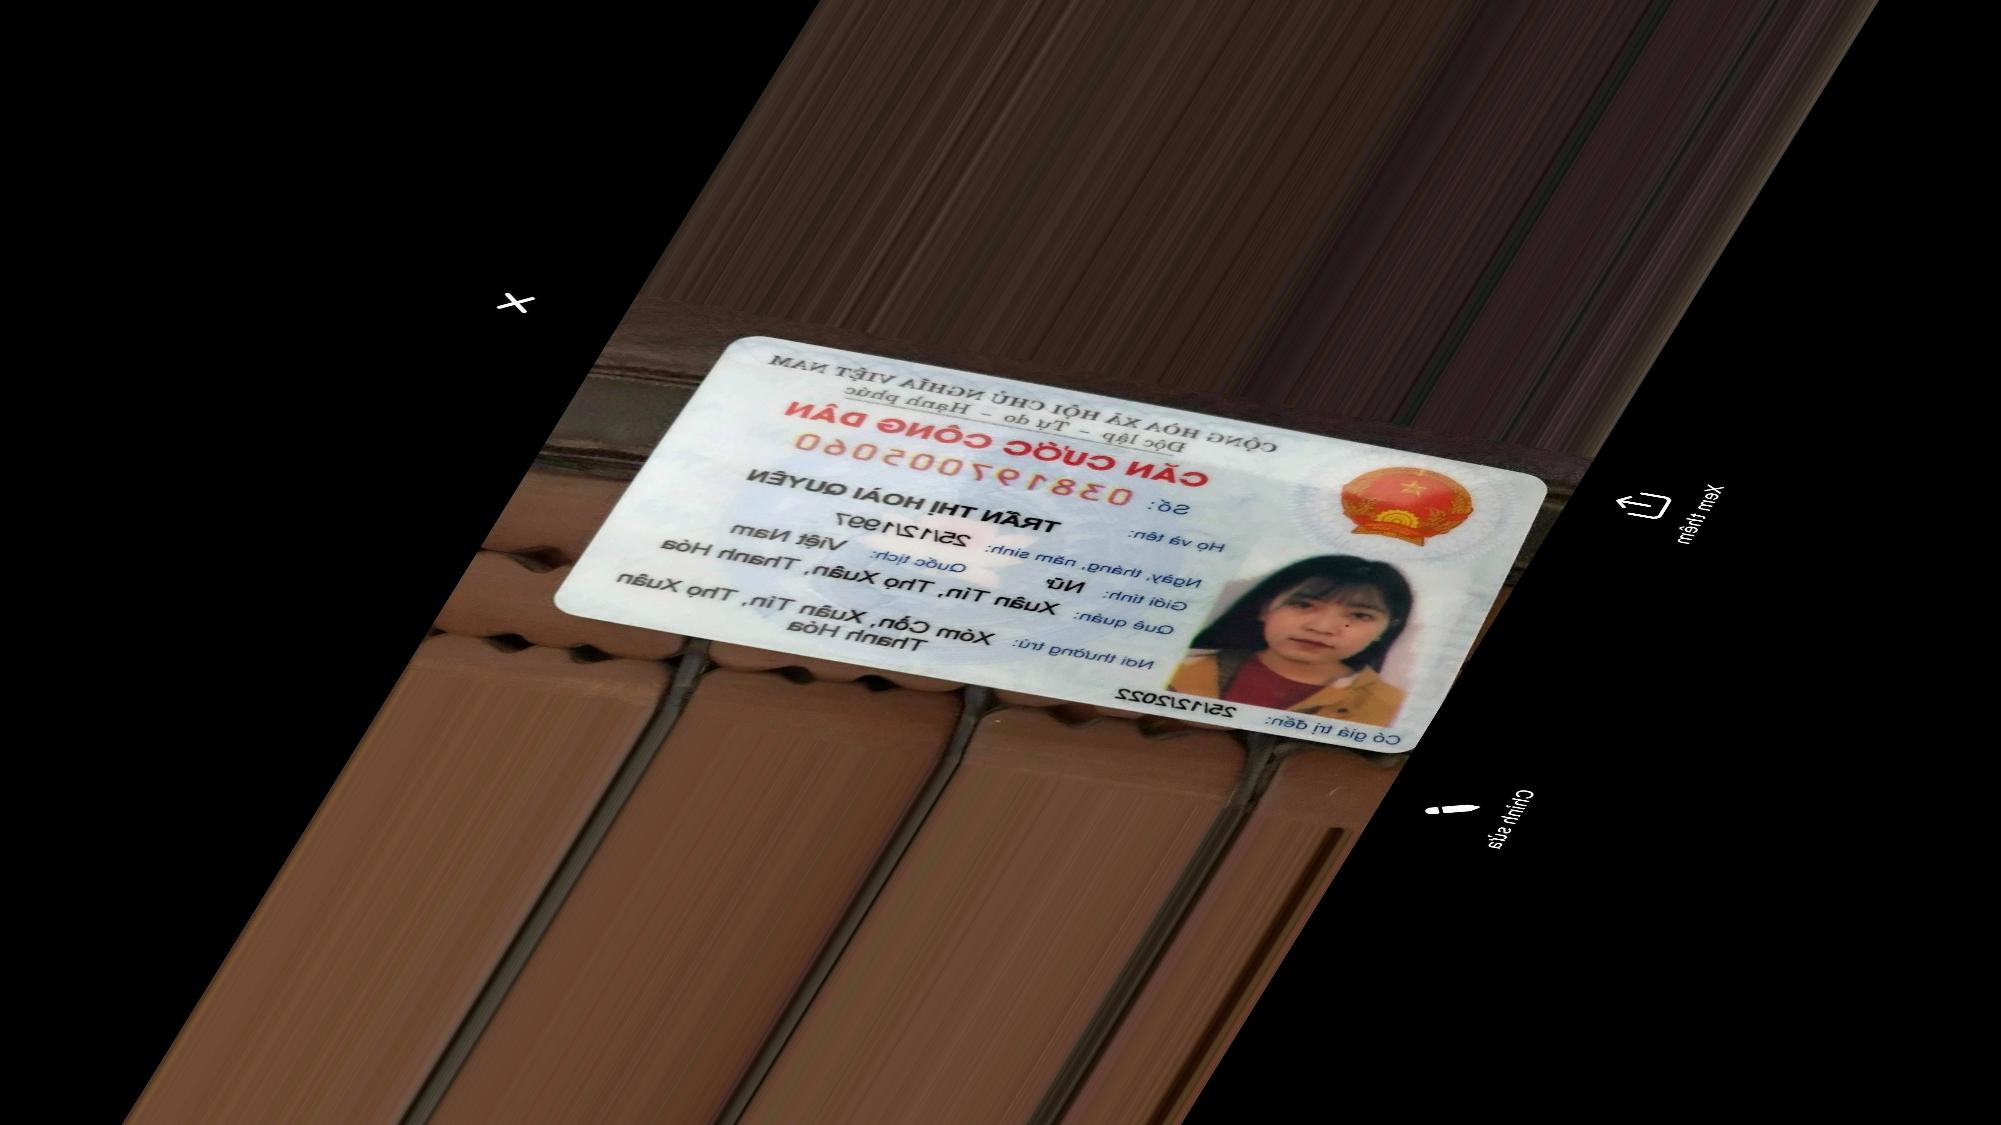 CỘNG HÒA XÃ HỘI CHỦ NGHĨA VIỆT NAM
Độc lập - Tự do - Hạnh phúc
CĂN CƯỚC CÔNG DÂN
Số: 038197005060
Họ và tên: TRẦN THỊ HOÀI QUYÊN
Ngày, tháng, năm sinh: 25/12/1997
Giới tính: Nữ Quốc tịch: Việt Nam
Quê quán: Xuân Tín, Thọ Xuân, Thanh Hóa
Nơi thường trú: Xóm Cồn, Xuân Tín, Thọ Xuân
Thanh Hóa
Có giá trị đến: 25/12/2022
Xem thêm
Chỉnh sửa